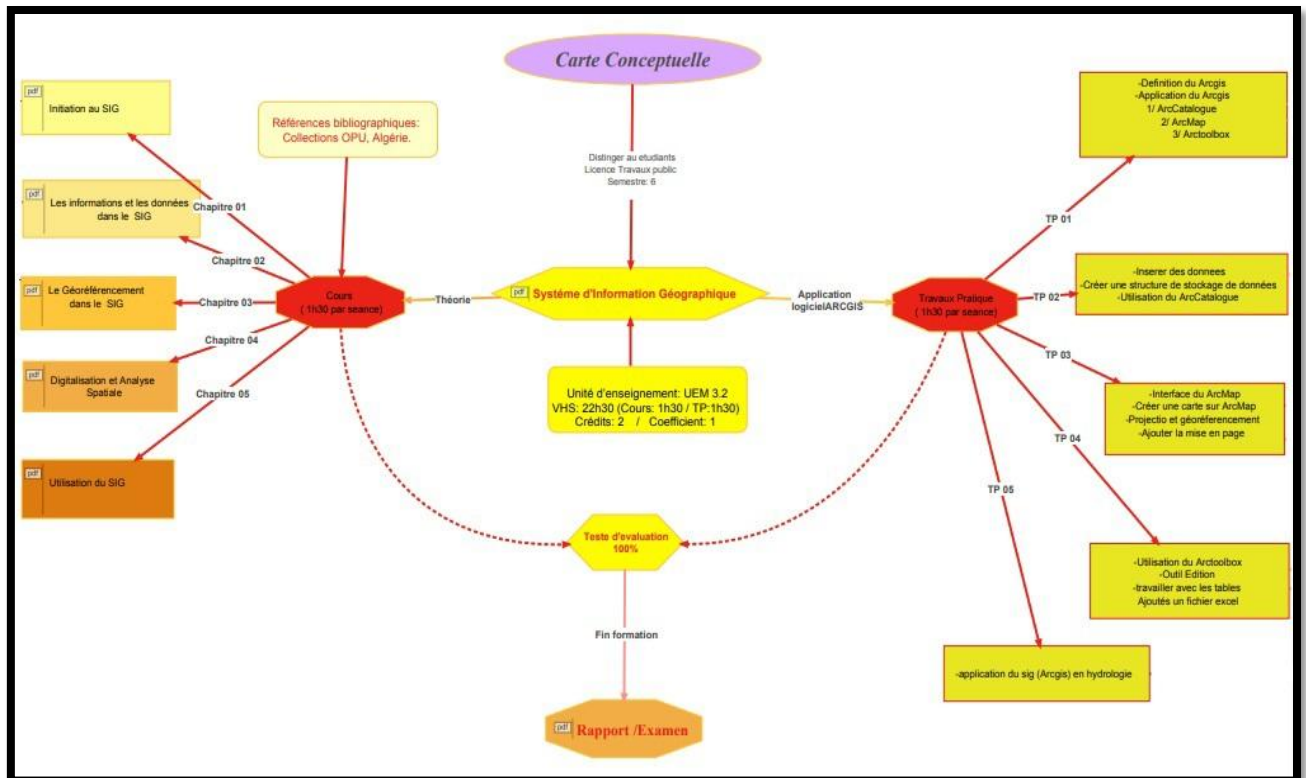 Carte Conceptuelle
Distinger au etudiants
Licence Travaux public
Semestre: 6
pdf
Initiation au SIG
Références bibliographiques:
Collections OPU, Algérie.
pdf
Les informations et les données
dans le SIG
pdf
Le Géoréférencement
dans le SIG
pdf
Digitalisation et Analyse
Spatiale
pdf
Utilisation du SIG
Chapitre 01
Chapitre 02
Chapitre 03
Chapitre 04
Chapitre 05
Cours
( 1h30 par seance)
Théorie
pdf
Systéme d'Information Géographique
Application
logicielARCGIS
Travaux Pratique
( 1h30 par seance)
Unité d'enseignement: UEM 3.2
VHS: 22h30 (Cours: 1h30 / TP:1h30)
Crédits: 2 / Coefficient: 1
TP 01
-Definition du Arcgis
-Application du Arcgis
1/ ArcCatalogue
2/ ArcMap
3/ Arctoolbox
TP 02
-Inserer des donnees
-Créer une structure de stockage de données
-Utilisation du ArcCatalogue
TP 03
-Interface du ArcMap
-Créer une carte sur ArcMap
-Projectio et géoréferencement
-Ajouter la mise en page
TP 04
-Utilisation du Arctoolbox
-Outil Edition
-travailler avec les tables
Ajoutés un fichier excel
TP 05
-application du sig (Arcgis) en hydrologie
Teste d'evaluation
100%
Fin formation
pdf
Rapport /Examen